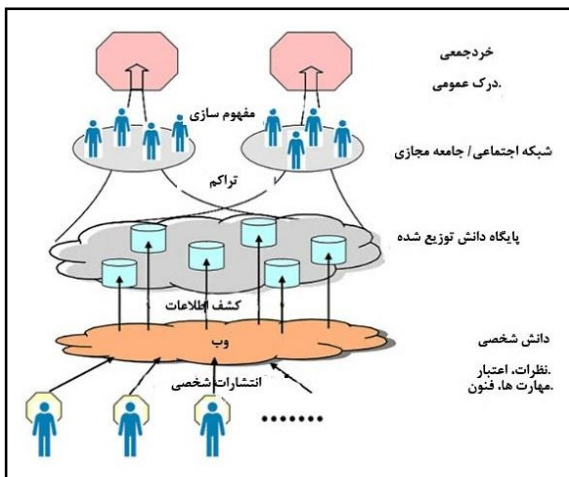 خردجمعی
درک عمومی.
مفهوم سازی
شبکه اجتماعی/ جامعه مجازی
تراکم
پایگاه دانش توزیع شده
کشف اطلاعات
وب
دانش شخصی
نظرات، اعتبار.
مهارت ها، فنون.
انتشارات شخصی